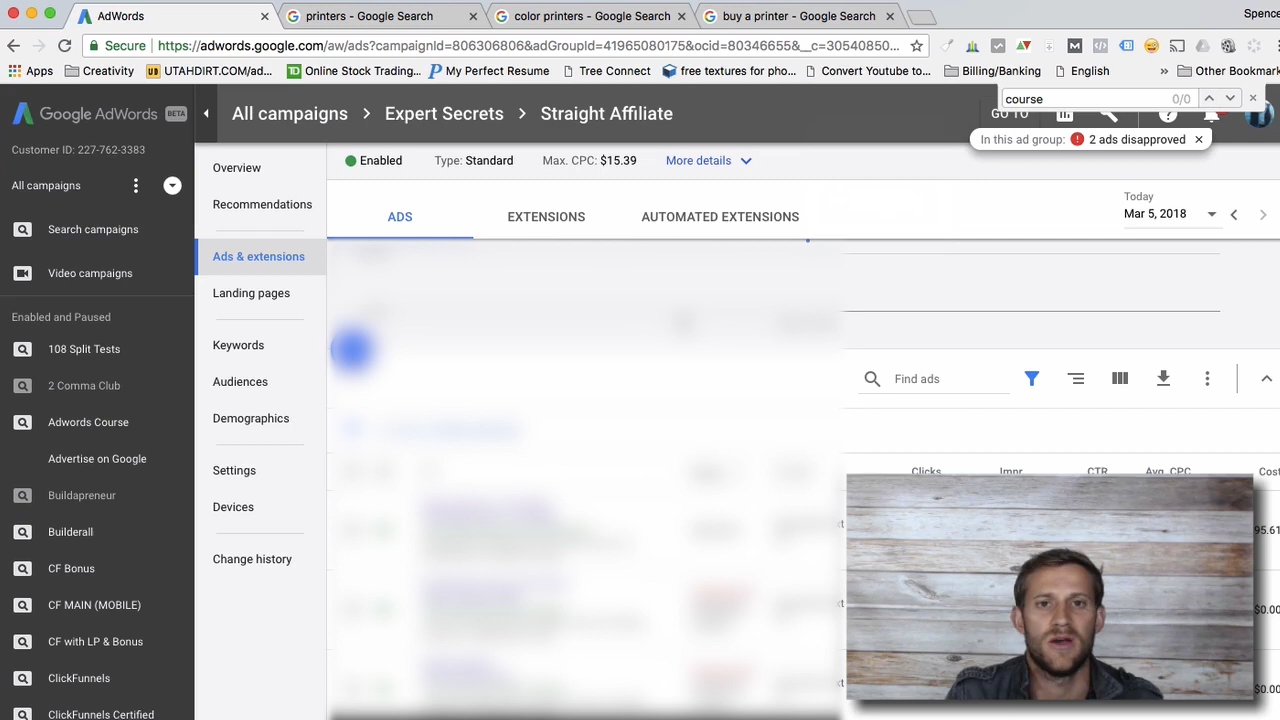 AdWords
printers - Google Search
color printers - Google Search
buy a printer - Google Search
Spence
Secure
https://adwords.google.com/aw/ads?campaignId=806306806&adGroupId=41965080175&ocid=80346655&__c=30540850...
Apps
Creativity
UTAHDIRT.COM/ad...
Online Stock Trading...
My Perfect Resume
Tree Connect
free textures for pho...
Convert Youtube to...
Billing/Banking
English
»
Other Bookmark
course
0/0
Google AdWords
BETA
All campaigns > Expert Secrets > Straight Affiliate
GO TO
In this ad group:
2 ads disapproved
Customer ID: 227-762-3383
All campaigns
Search campaigns
Video campaigns
Enabled and Paused
108 Split Tests
2 Comma Club
Adwords Course
Advertise on Google
Buildapreneur
Builderall
CF Bonus
CF MAIN (MOBILE)
CF with LP & Bonus
ClickFunnels
ClickFunnels Certified
Overview
Recommendations
Ads & extensions
Landing pages
Keywords
Audiences
Demographics
Settings
Devices
Change history
Enabled
Type: Standard
Max. CPC: $15.39
More details
ADS
EXTENSIONS
AUTOMATED EXTENSIONS
Today
Mar 5, 2018
Find ads
Clicks
Impr.
CTR
Avg. CPC
Cost
95.61
$0.00
$0.00